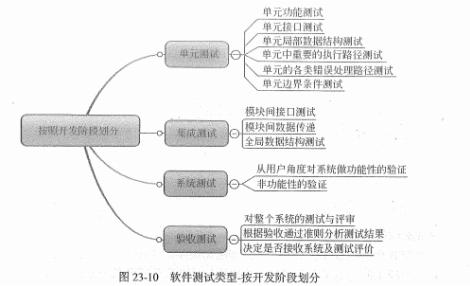 按照开发阶段划分
单元测试
单元功能测试
单元接口测试
单元局部数据结构测试
单元中重要的执行路径测试
单元的各类错误处理路径测试
单元边界条件测试
集成测试
模块间接口测试
模块间数据传递
全局数据结构测试
系统测试
从用户角度对系统做功能性的验证
非功能性的验证
验收测试
对整个系统的测试与评审
根据验收通过准则分析测试结果
决定是否接收系统及测试评价
图 23-10 软件测试类型-按开发阶段划分